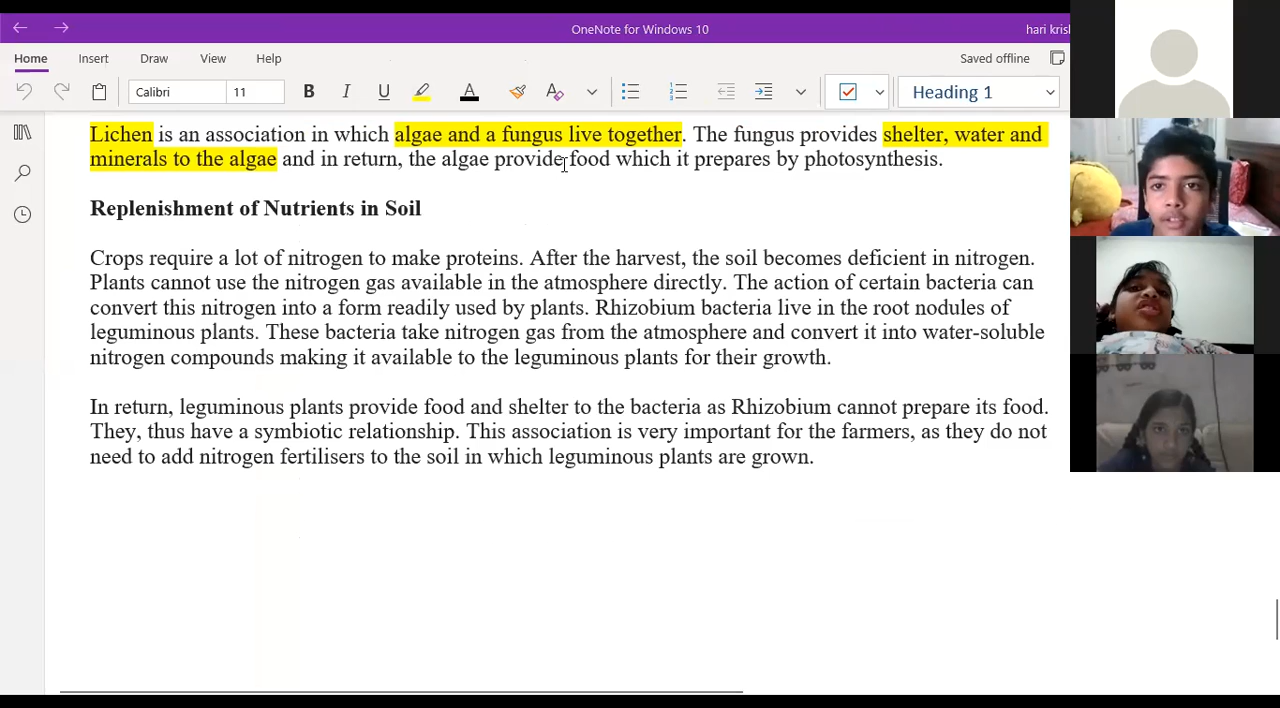 OneNote for Windows 10
hari krish
Home Insert Draw View Help
Saved offline
Calibri 11 B I U A Heading 1
Lichen is an association in which algae and a fungus live together. The fungus provides shelter, water and
minerals to the algae and in return, the algae provide food which it prepares by photosynthesis.
Replenishment of Nutrients in Soil
Crops require a lot of nitrogen to make proteins. After the harvest, the soil becomes deficient in nitrogen.
Plants cannot use the nitrogen gas available in the atmosphere directly. The action of certain bacteria can
convert this nitrogen into a form readily used by plants. Rhizobium bacteria live in the root nodules of
leguminous plants. These bacteria take nitrogen gas from the atmosphere and convert it into water-soluble
nitrogen compounds making it available to the leguminous plants for their growth.
In return, leguminous plants provide food and shelter to the bacteria as Rhizobium cannot prepare its food.
They, thus have a symbiotic relationship. This association is very important for the farmers, as they do not
need to add nitrogen fertilisers to the soil in which leguminous plants are grown.